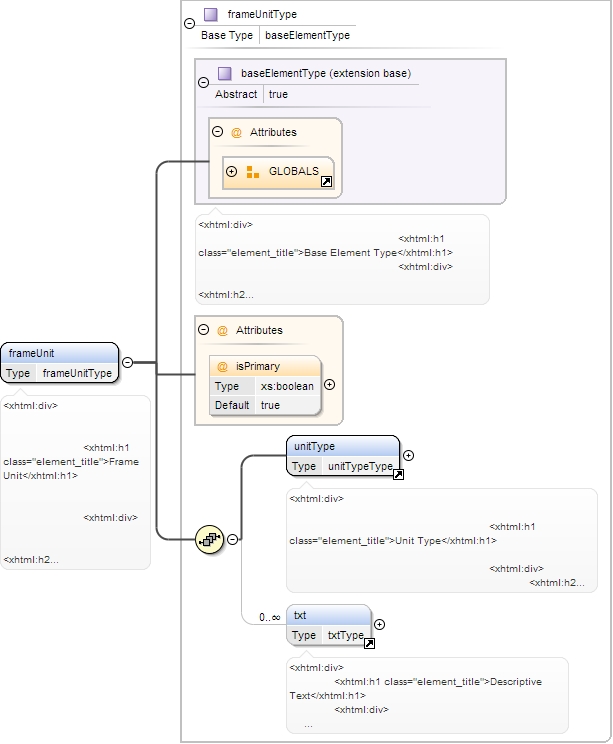 frameUnitType
Base Type baseElementType
baseElementType (extension base)
Abstract true
@ Attributes
GLOBALS
<xhtml:div>
<xhtml:h1
class="element_title">Base Element Type</xhtml:h1>
<xhtml:div>
<xhtml:h2...
frameUnit
Type frameUnitType
<xhtml:div>
<xhtml:h1
class="element_title">Frame
Unit</xhtml:h1>
<xhtml:div>
<xhtml:h2...
@ Attributes
@ isPrimary
Type xs:boolean
Default true
unitType
Type unitTypeType
<xhtml:div>
<xhtml:h1
class="element_title">Unit Type</xhtml:h1>
<xhtml:div>
<xhtml:h2...
0..∞
txt
Type txtType
<xhtml:div>
<xhtml:h1 class="element_title">Descriptive
Text</xhtml:h1>
<xhtml:div>
...